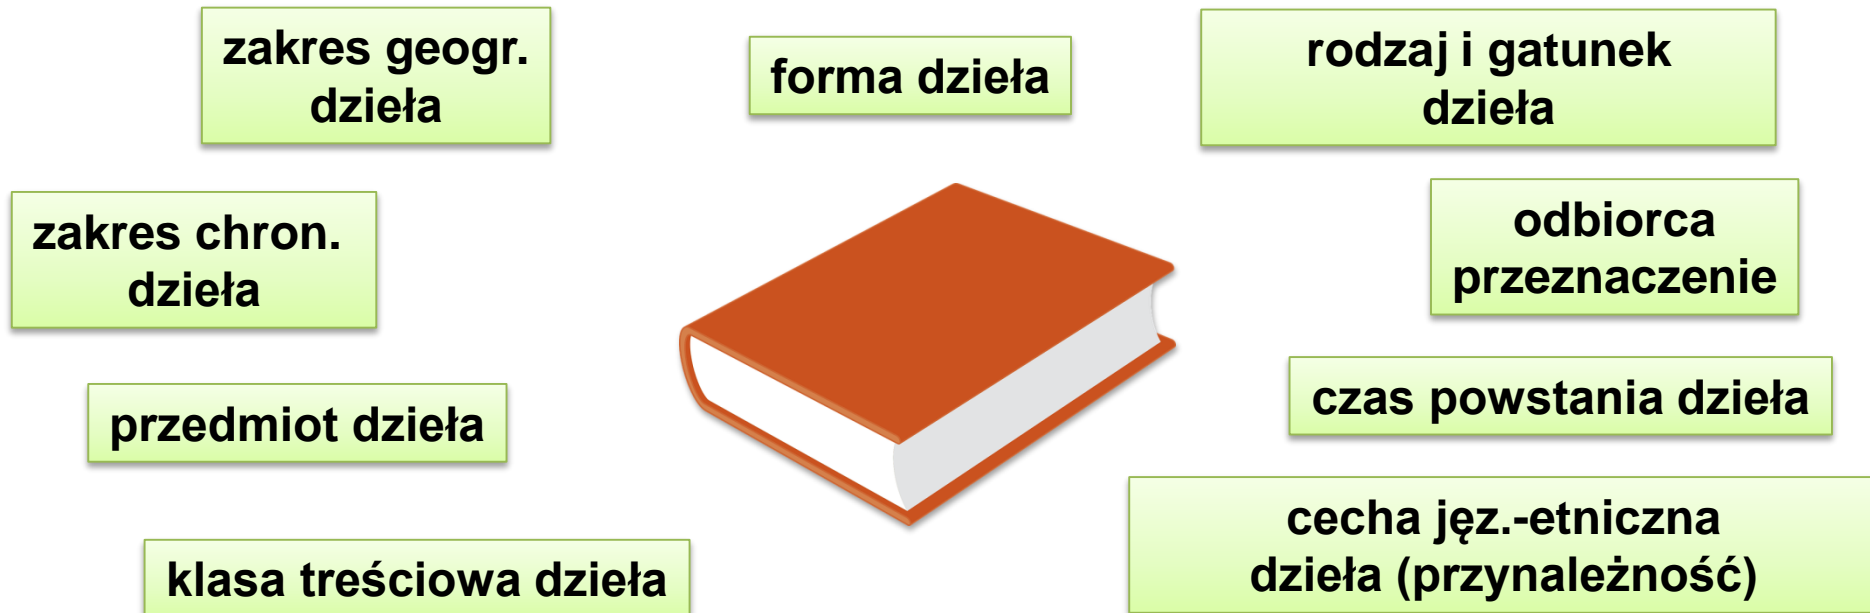 zakres geogr.
dzieła
forma dzieła
rodzaj i gatunek
dzieła
zakres chron.
dzieła
odbiorca
przeznaczenie
przedmiot dzieła
czas powstania dzieła
klasa treściowa dzieła
cecha jęz.-etniczna
dzieła (przynależność)